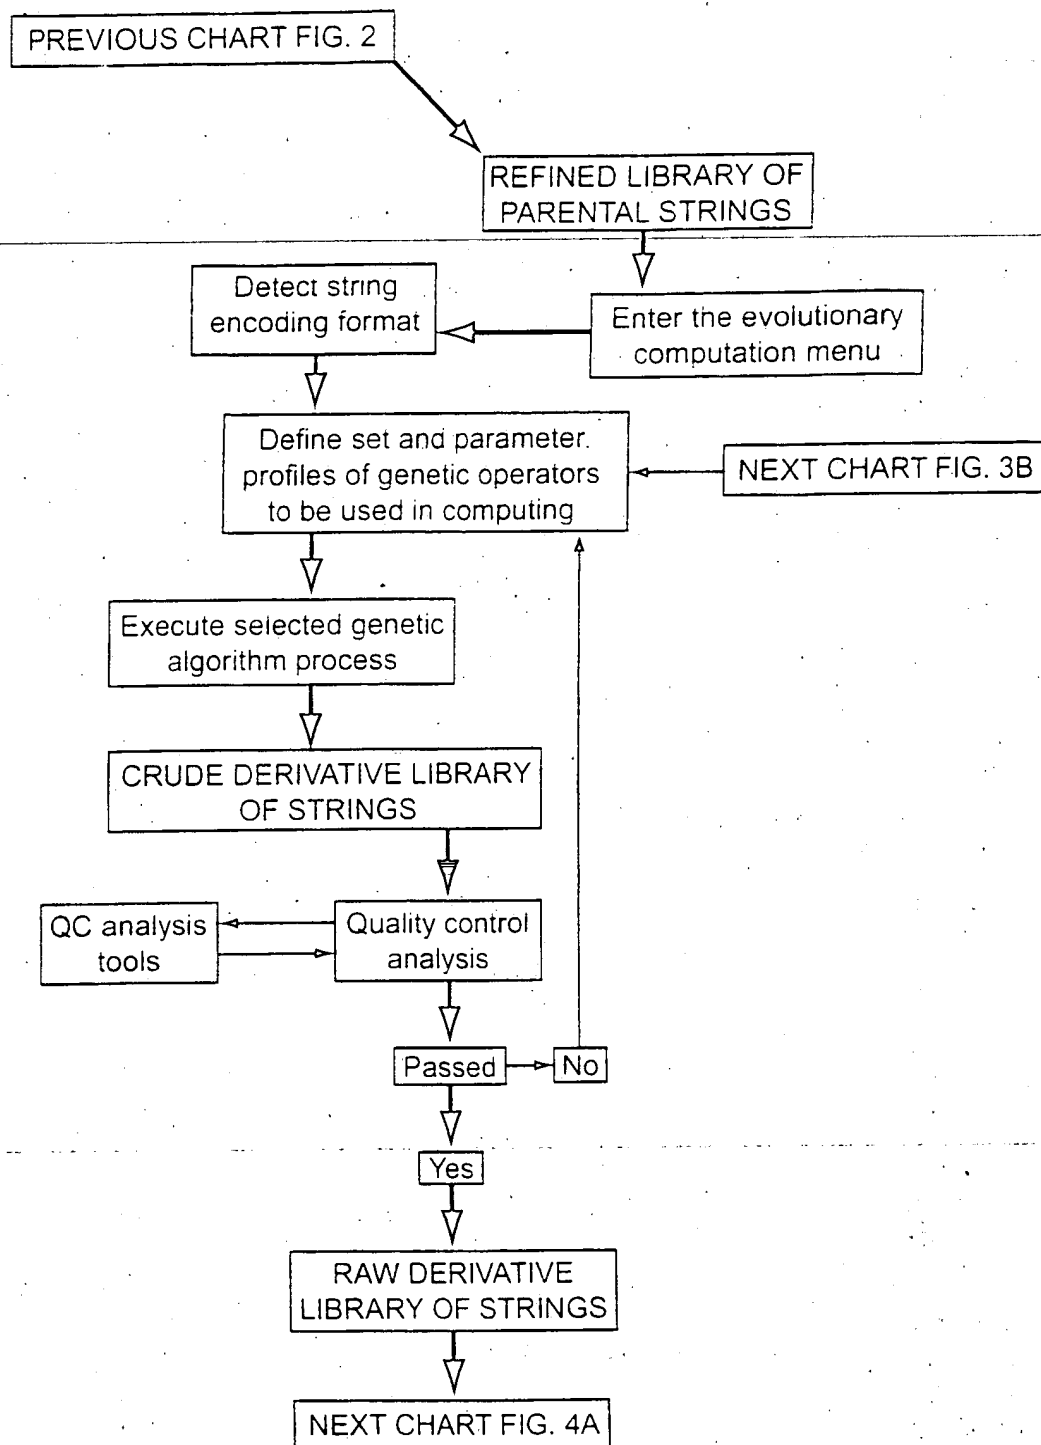 PREVIOUS CHART FIG. 2
REFINED LIBRARY OF
PARENTAL STRINGS
Detect string
encoding format
Enter the evolutionary
computation menu
Define set and parameter.
profiles of genetic operators
to be used in computing
NEXT CHART FIG. 3B
Execute selected genetic
algorithm process
CRUDE DERIVATIVE LIBRARY
OF STRINGS
QC analysis
tools
Quality control
analysis
Passed
No
Yes
RAW DERIVATIVE
LIBRARY OF STRINGS
NEXT CHART FIG. 4A